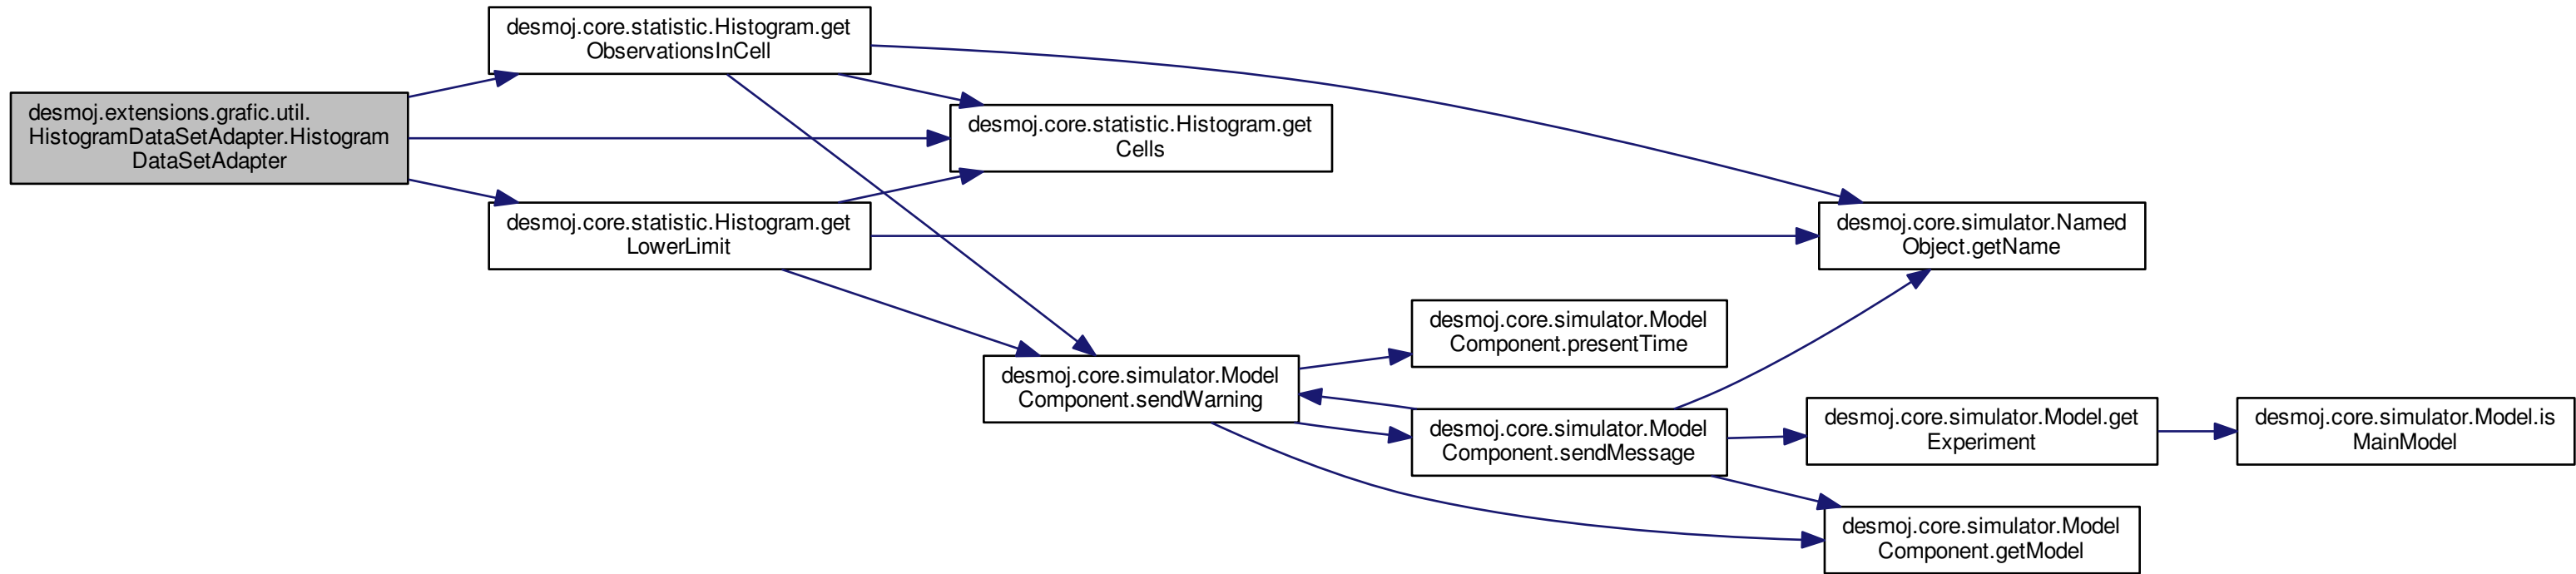 desmoj.extensions.grafic.util.
HistogramDataSetAdapter.Histogram
DataSetAdapter
desmoj.core.statistic.Histogram.get
ObservationsInCell
desmoj.core.statistic.Histogram.get
Cells
desmoj.core.statistic.Histogram.get
LowerLimit
desmoj.core.simulator.Named
Object.getName
desmoj.core.simulator.Model
Component.sendWarning
desmoj.core.simulator.Model
Component.presentTime
desmoj.core.simulator.Model
Component.sendMessage
desmoj.core.simulator.Model.get
Experiment
desmoj.core.simulator.Model.is
MainModel
desmoj.core.simulator.Model
Component.getModel